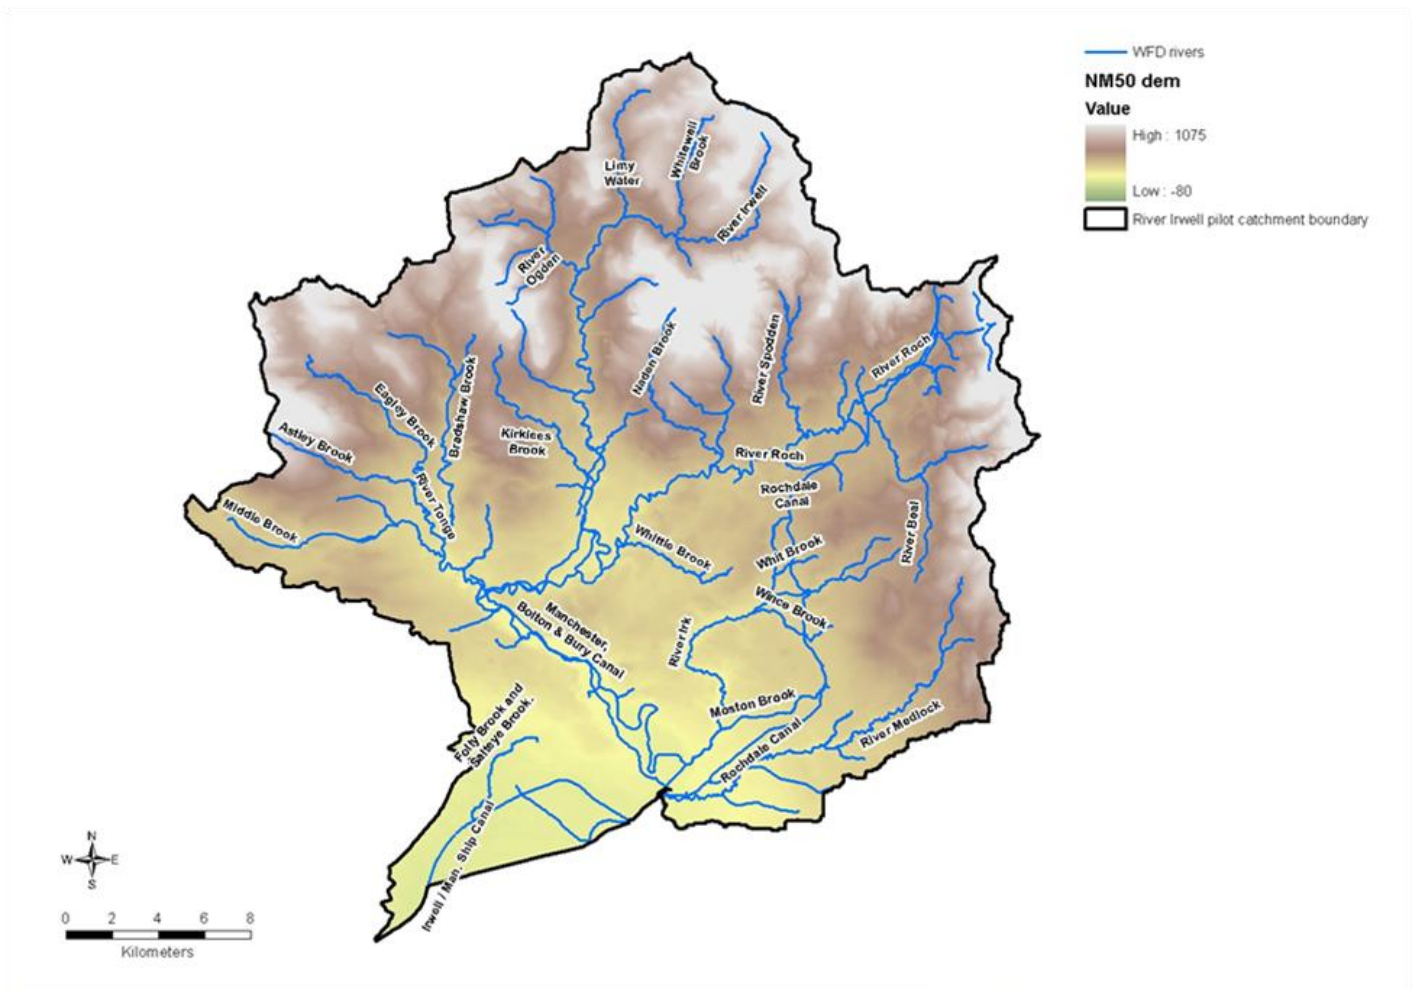 WFD rivers
NM50 dem
Value
High : 1075
Low : -80
River Irwell pilot catchment boundary
Limy
Water
Whitewell
Brook
River Irwell
River
Ogden
Naden Brook
River Spodden
River Roch
Eagley Brook
Bradshaw Brook
Astley Brook
Kirklees
Brook
River Roch
River Tonge
Rochdale
Canal
Middle Brook
Whittle Brook
Whit Brook
River Beal
Wince Brook
Manchester,
Bolton & Bury Canal
River Irk
Moston Brook
Folly Brook and
Salteye Brook.
Rochdale Canal
River Medlock
Irwell / Man. Ship Canal
N
W
E
S
0 2 4 6 8
Kilometers